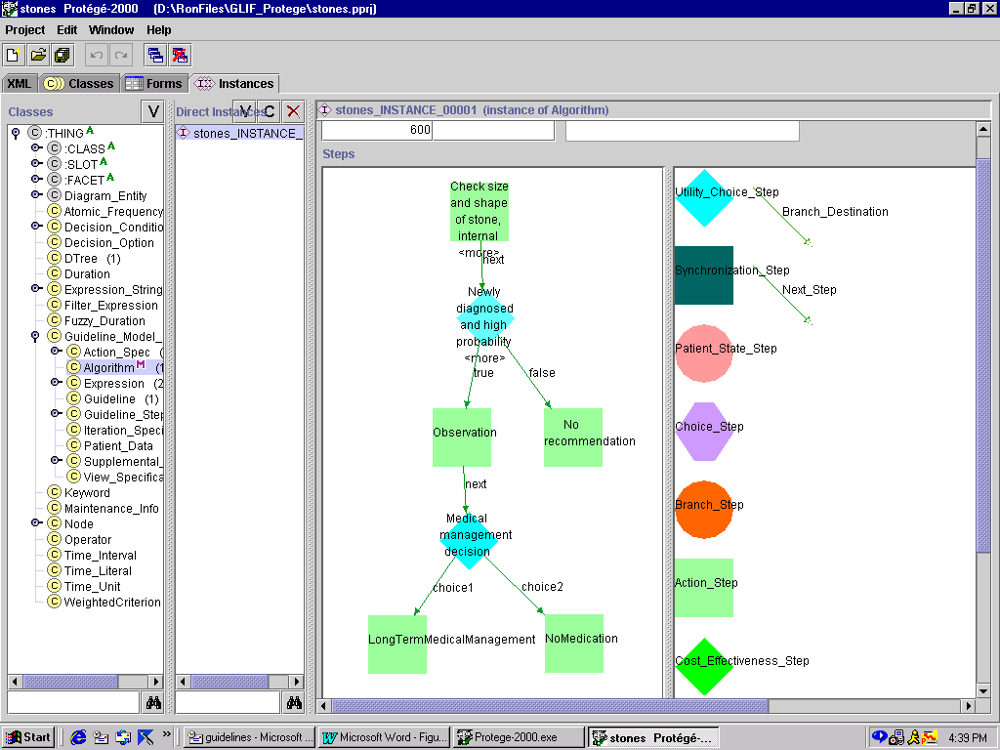 stones Protégé-2000 (D:\RonFiles\GLIF_Protege\stones.pprj)
Project Edit Window Help
XML Classes Forms Instances
Classes V
:THING A
:CLASS A
:SLOT A
:FACET A
Diagram_Entity
Atomic_Frequency
Decision_Conditio
Decision_Option
DTree (1)
Duration
Expression_String
Filter_Expression
Fuzzy_Duration
Guideline_Model_
Action_Spec (
Algorithm M (1
Expression (2
Guideline (1)
Guideline_Step
Iteration_Speci
Patient_Data
Supplemental_
View_Specifica
Keyword
Maintenance_Info
Node
Operator
Time_Interval
Time_Literal
Time_Unit
WeightedCriterion
Direct Instances V C
stones_INSTANCE_
stones_INSTANCE_00001 (instance of Algorithm)
600
Steps
Check size
and shape
of stone,
internal
<more>
next
Newly
diagnosed
and high
probability
<more>
true
false
Observation
No
recommendation
next
Medical
management
decision
choice1
choice2
LongTermMedicalManagement
NoMedication
Utility_Choice_Step
Branch_Destination
Synchronization_Step
Next_Step
Patient_State_Step
Choice_Step
Branch_Step
Action_Step
Cost_Effectiveness_Step
Start
»
guidelines - Microsoft ...
Microsoft Word - Figu...
Protege-2000.exe
stones Protégé-...
4:39 PM